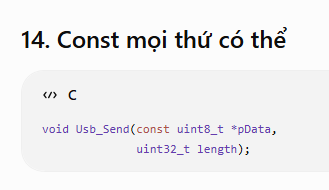 14. Const mọi thứ có thể
</> C
void Usb_Send(const uint8_t *pData,
uint32_t length);